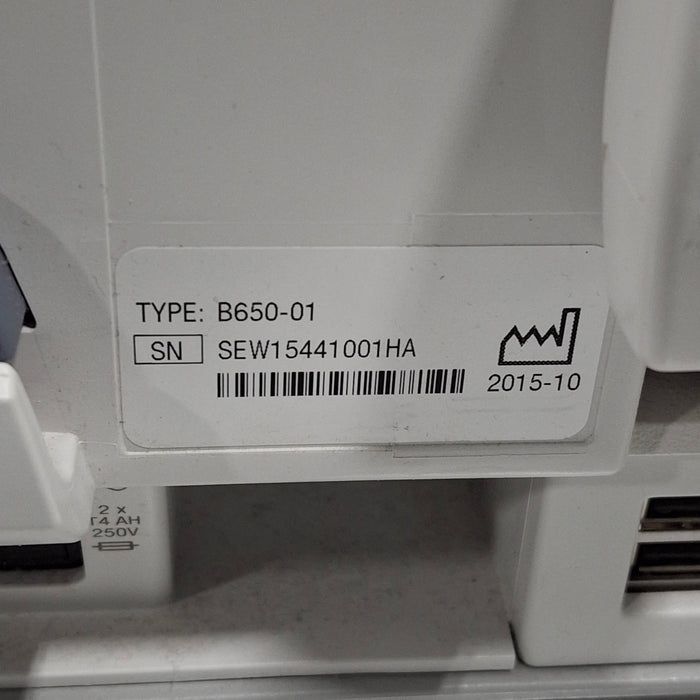 TYPE: B650-01
SN SEW15441001HA
2015-10
2 x
T4 AH
250V